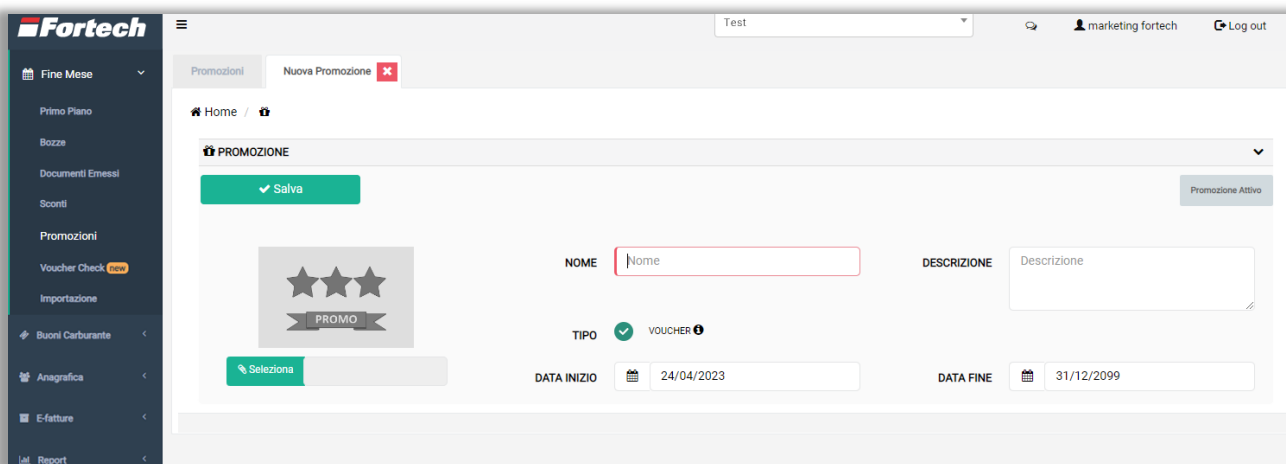 Fortech
Test
marketing fortech
Log out
Fine Mese
Primo Piano
Bozze
Documenti Emessi
Sconti
Promozioni
Voucher Check new
Importazione
Buoni Carburante
Anagrafica
E-fatture
Report
Promozioni
Nuova Promozione
Home /
PROMOZIONE
Salva
Promozione Attivo
PROMO
Seleziona
NOME
Nome
DESCRIZIONE
Descrizione
TIPO
VOUCHER
DATA INIZIO
24/04/2023
DATA FINE
31/12/2099